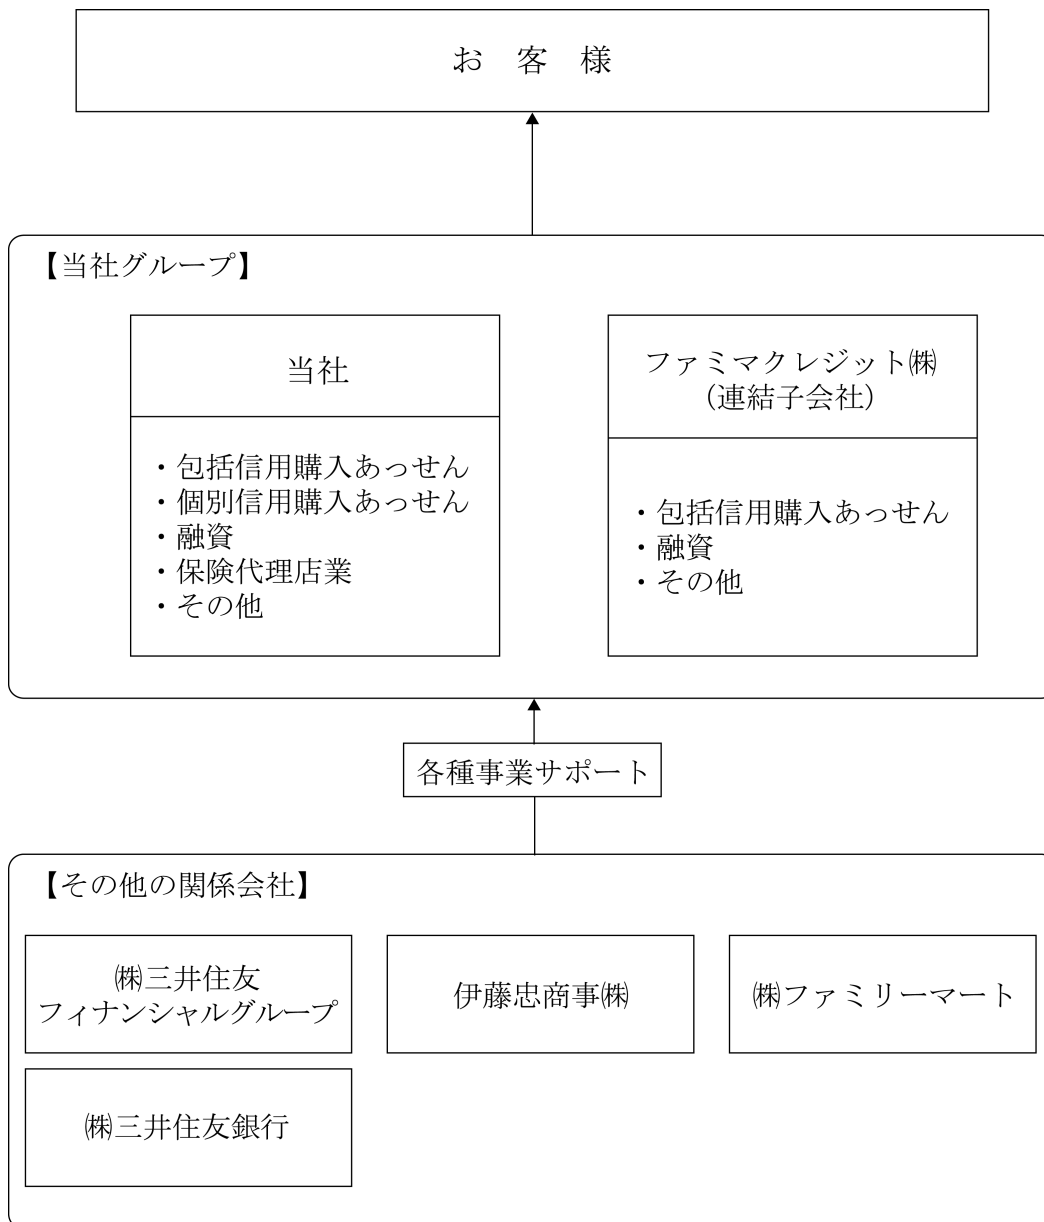 お 客 様
【当社グループ】
当社
・包括信用購入あっせん
・個別信用購入あっせん
・融資
・保険代理店業
・その他
ファミマクレジット㈱
（連結子会社）
・包括信用購入あっせん
・融資
・その他
各種事業サポート
【その他の関係会社】
㈱三井住友
フィナンシャルグループ
伊藤忠商事㈱
㈱ファミリーマート
㈱三井住友銀行